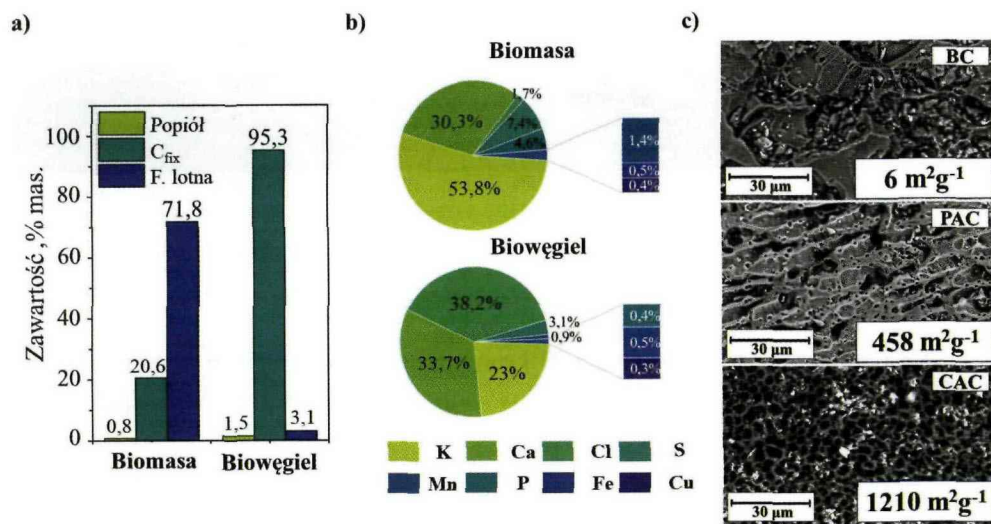 a)
Zawartość ,% mas.
100
80
60
40
20
0
Popiół
C_fix
F. lotna
0,8
20,6
71,8
1,5
95,3
3,1
Biomasa
Biowęgiel
b)
Biomasa
30,3%
1,7%
7,4%
4,6%
53,8%
1,4%
0,5%
0,4%
Biowęgiel
38,2%
3,1%
0,9%
33,7%
23%
0,4%
0,5%
0,3%
K Ca Cl S
Mn P Fe Cu
c)
BC
30 µm
6 m²g⁻¹
PAC
30 µm
458 m²g⁻¹
CAC
30 µm
1210 m²g⁻¹